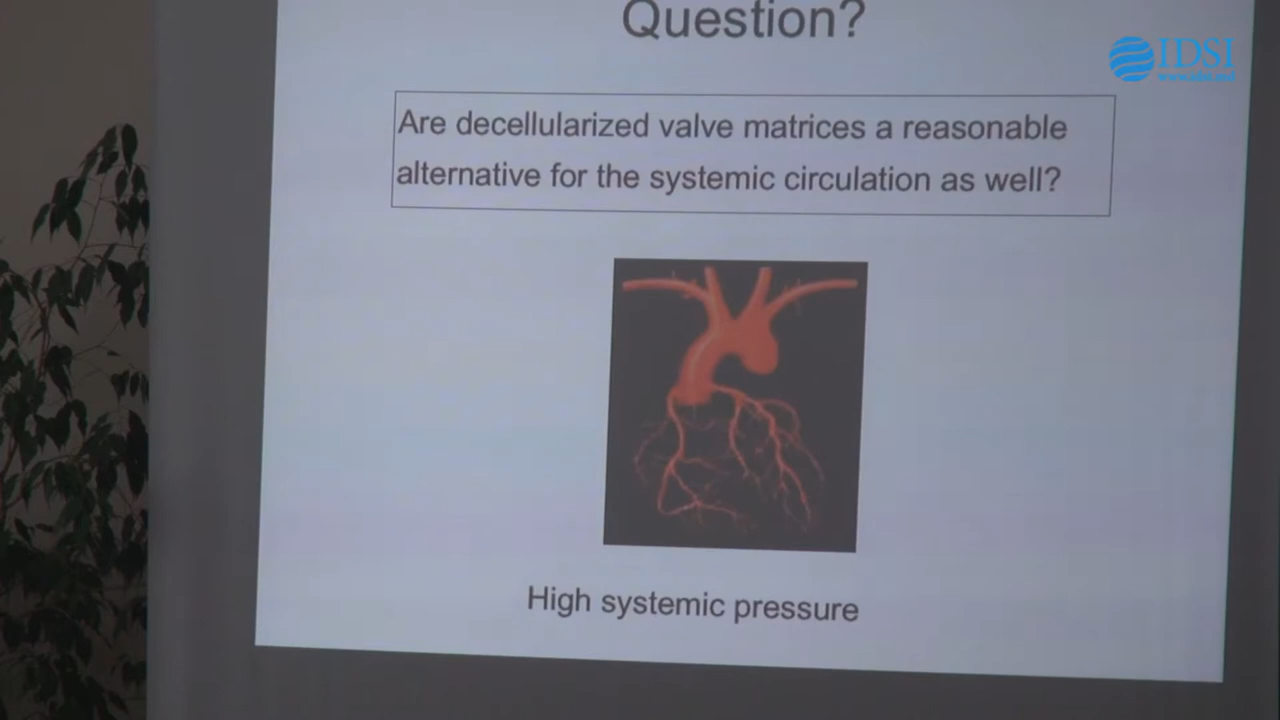 Question?
IDSI
Are decellularized valve matrices a reasonable
alternative for the systemic circulation as well?
High systemic pressure